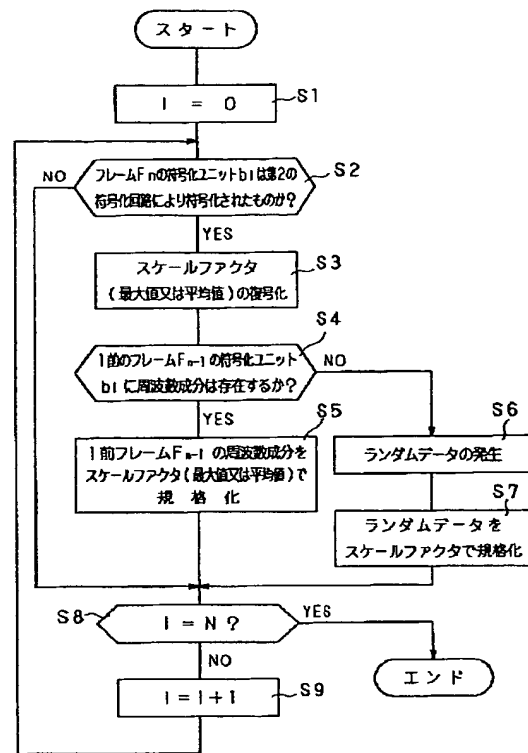 スタート
I = 0
S1
フレームFnの符号化ユニットbIは第2の
符号化回路により符号化されたものか?
S2
NO
YES
スケールファクタ
(最大値又は平均値)の復号化
S3
1前のフレームFn-1の符号化ユニット
bIに周波数成分は存在するか?
S4
NO
YES
1前フレームFn-1の周波数成分を
スケールファクタ(最大値又は平均値)で
規格化
S5
ランダムデータの発生
S6
ランダムデータを
スケールファクタで規格化
S7
I = N ?
S8
YES
NO
エンド
I = I + 1
S9